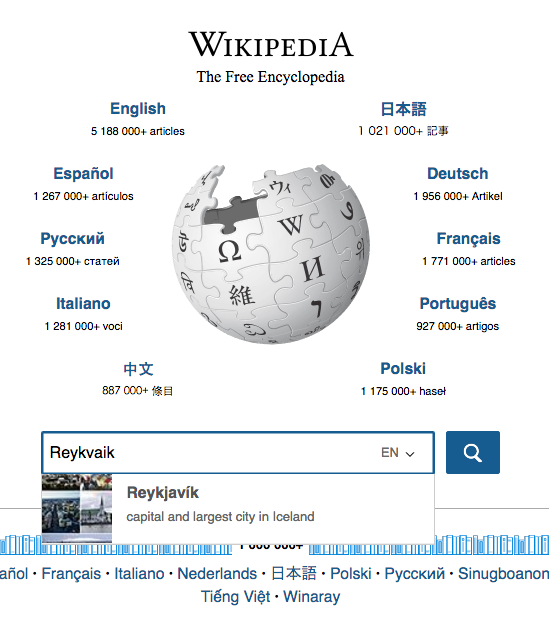 WIKIPEDIA
The Free Encyclopedia
English
5 188 000+ articles
日本語
1 021 000+ 記事
Español
1 267 000+ artículos
Deutsch
1 956 000+ Artikel
Русский
1 325 000+ статей
Français
1 771 000+ articles
Italiano
1 281 000+ voci
Português
927 000+ artigos
中文
887 000+ 條目
Polski
1 175 000+ haseł
Ω W И 維 ウィ
Reykvaik EN
Reykjavík
capital and largest city in Iceland
1 000 000+
añol • Français • Italiano • Nederlands • 日本語 • Polski • Русский • Sinugboanon
Tiếng Việt • Winaray